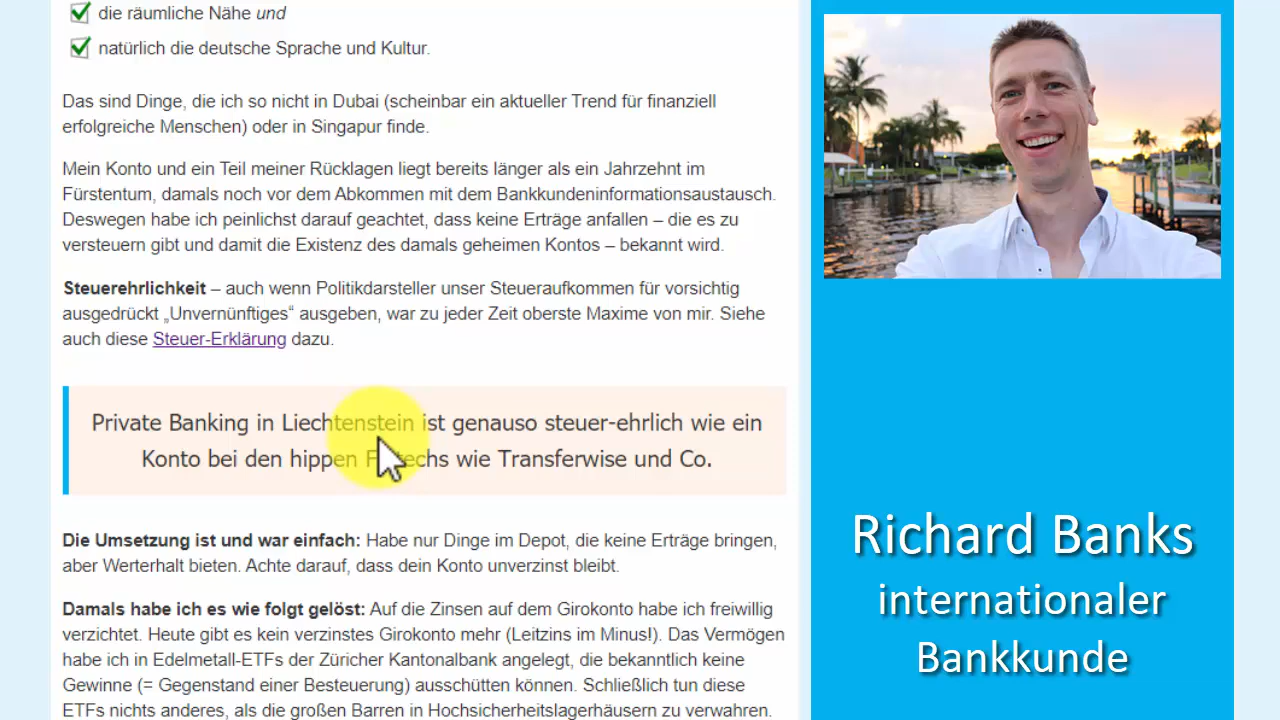 die räumliche Nähe und
natürlich die deutsche Sprache und Kultur.
Das sind Dinge, die ich so nicht in Dubai (scheinbar ein aktueller Trend für finanziell
erfolgreiche Menschen) oder in Singapur finde.
Mein Konto und ein Teil meiner Rücklagen liegt bereits länger als ein Jahrzehnt im
Fürstentum, damals noch vor dem Abkommen mit dem Bankkundeninformationsaustausch.
Deswegen habe ich peinlichst darauf geachtet, dass keine Erträge anfallen – die es zu
versteuern gibt und damit die Existenz des damals geheimen Kontos – bekannt wird.
Steuerehrlichkeit – auch wenn Politikdarsteller unser Steueraufkommen für vorsichtig
ausgedrückt „Unvernünftiges“ ausgeben, war zu jeder Zeit oberste Maxime von mir. Siehe
auch diese Steuer-Erklärung dazu.
Private Banking in Liechtenstein ist genauso steuer-ehrlich wie ein
Konto bei den hippen Fintechs wie Transferwise und Co.
Die Umsetzung ist und war einfach: Habe nur Dinge im Depot, die keine Erträge bringen,
aber Werterhalt bieten. Achte darauf, dass dein Konto unverzinst bleibt.
Damals habe ich es wie folgt gelöst: Auf die Zinsen auf dem Girokonto habe ich freiwillig
verzichtet. Heute gibt es kein verzinstes Girokonto mehr (Leitzins im Minus!). Das Vermögen
habe ich in Edelmetall-ETFs der Züricher Kantonalbank angelegt, die bekanntlich keine
Gewinne (= Gegenstand einer Besteuerung) ausschütten können. Schließlich tun diese
ETFs nichts anderes, als die großen Barren in Hochsicherheitslagerhäusern zu verwahren.
Richard Banks
internationaler
Bankkunde